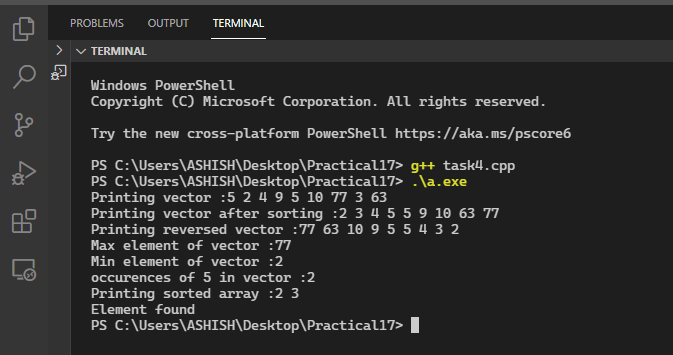 PROBLEMS OUTPUT TERMINAL
TERMINAL
Windows PowerShell
Copyright (C) Microsoft Corporation. All rights reserved.
Try the new cross-platform PowerShell https://aka.ms/pscore6
PS C:\Users\ASHISH\Desktop\Practical17> g++ task4.cpp
PS C:\Users\ASHISH\Desktop\Practical17> .\a.exe
Printing vector :5 2 4 9 5 10 77 3 63
Printing vector after sorting :2 3 4 5 5 9 10 63 77
Printing reversed vector :77 63 10 9 5 5 4 3 2
Max element of vector :77
Min element of vector :2
occurences of 5 in vector :2
Printing sorted array :2 3
Element found
PS C:\Users\ASHISH\Desktop\Practical17>